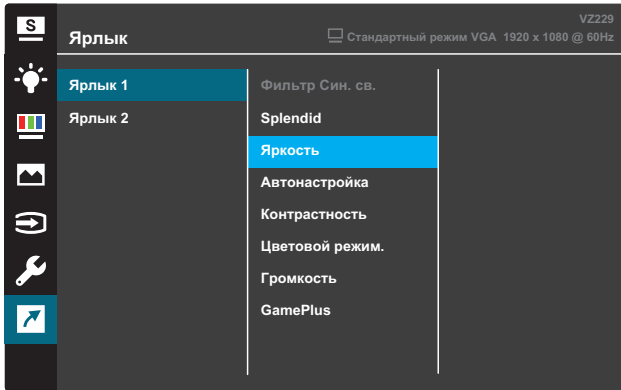 S
VZ229
Ярлык
Стандартный режим VGA 1920 x 1080 @ 60Hz
Ярлык 1
Ярлык 2
Фильтр Син. св.
Splendid
Яркость
Автонастройка
Контрастность
Цветовой режим.
Громкость
GamePlus